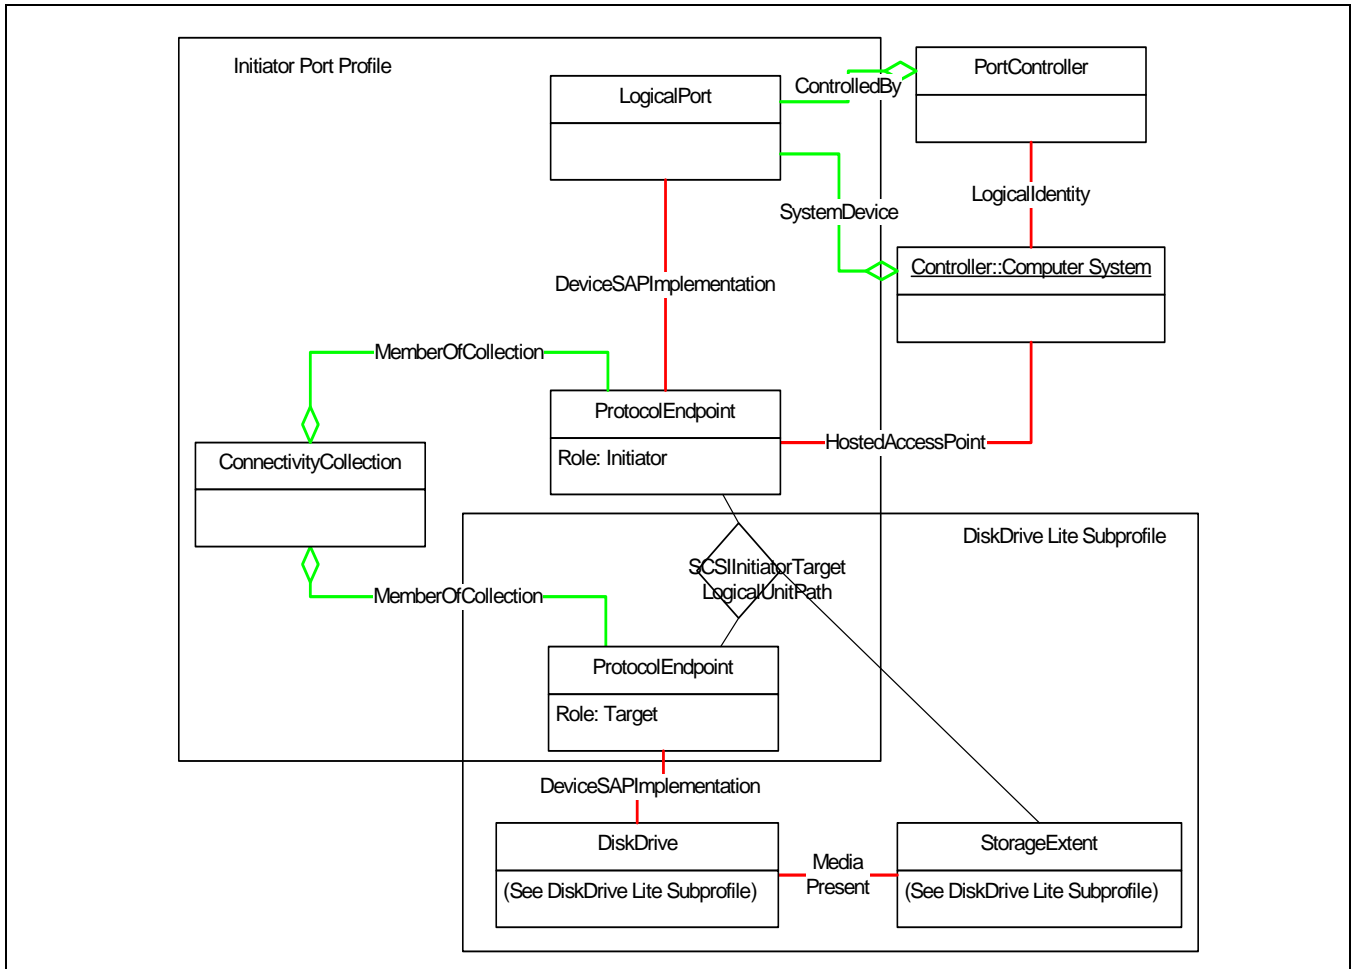 Initiator Port Profile
LogicalPort
ControlledBy
PortController
LogicalIdentity
SystemDevice
Controller::Computer System
DeviceSAPImplementation
MemberOfCollection
ProtocolEndpoint
Role: Initiator
HostedAccessPoint
ConnectivityCollection
DiskDrive Lite Subprofile
SCSIInitiatorTarget
LogicalUnitPath
MemberOfCollection
ProtocolEndpoint
Role: Target
DeviceSAPImplementation
DiskDrive
(See DiskDrive Lite Subprofile)
Media
Present
StorageExtent
(See DiskDrive Lite Subprofile)